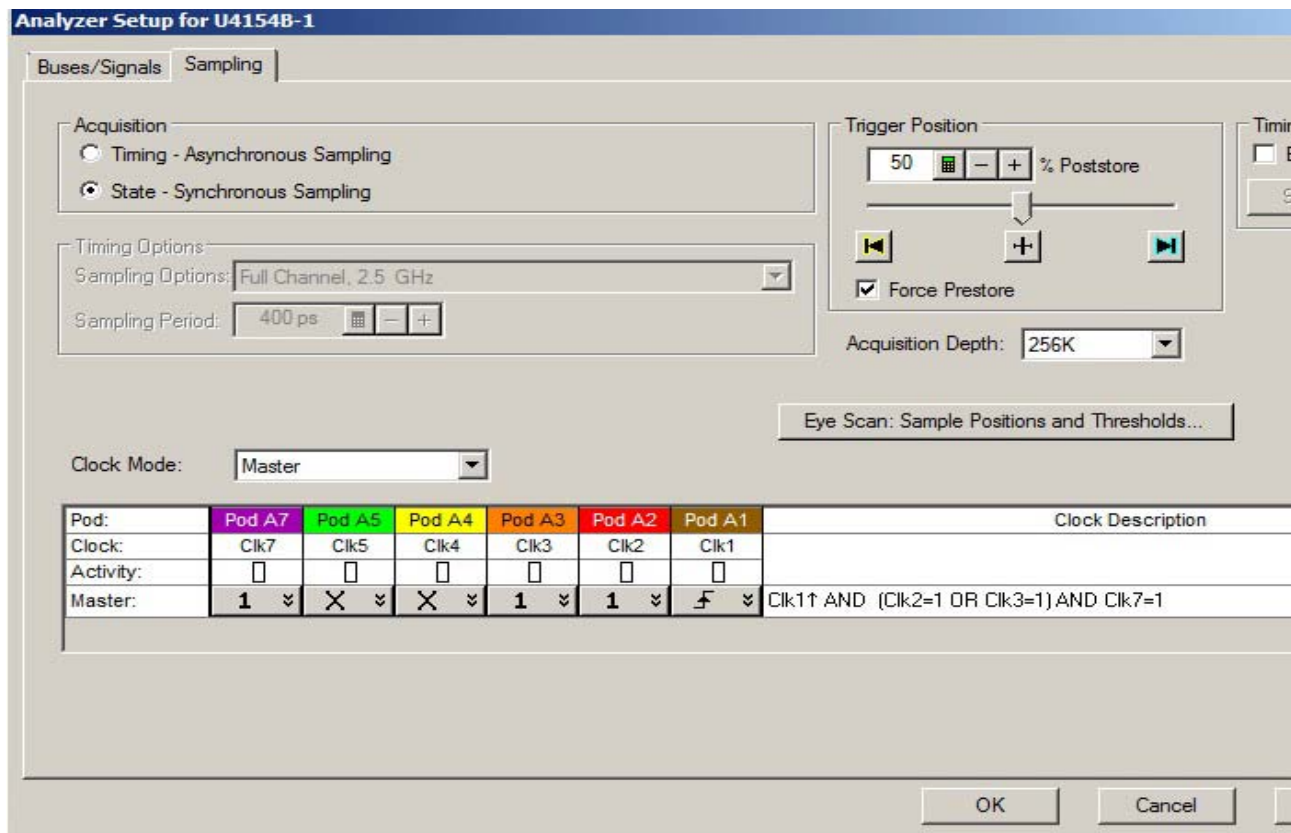 Analyzer Setup for U4154B-1
Buses/Signals Sampling
Acquisition
Timing - Asynchronous Sampling
State - Synchronous Sampling
Timing Options
Sampling Options: Full Channel, 2.5 GHz
Sampling Period: 400 ps
Trigger Position
50 % Poststore
Force Prestore
Acquisition Depth: 256K
Eye Scan: Sample Positions and Thresholds...
Clock Mode: Master
Pod: Pod A7 Pod A5 Pod A4 Pod A3 Pod A2 Pod A1 Clock Description
Clock: Clk7 Clk5 Clk4 Clk3 Clk2 Clk1
Activity:
Master: 1 X X 1 1 Clk1↑ AND (Clk2=1 OR Clk3=1) AND Clk7=1
OK Cancel